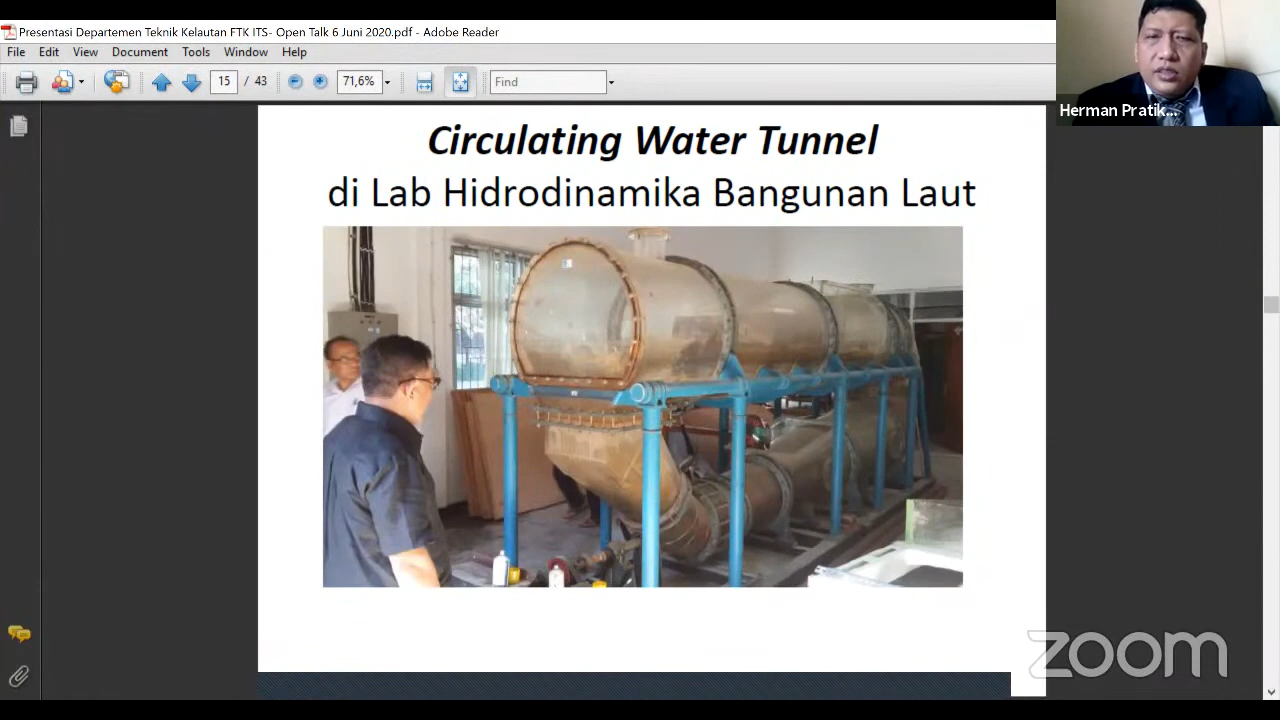 Presentasi Departemen Teknik Kelautan FTK ITS- Open Talk 6 Juni 2020.pdf - Adobe Reader
File Edit View Document Tools Window Help
15 / 43 71,6% Find
Herman Pratik...
Circulating Water Tunnel
di Lab Hidrodinamika Bangunan Laut
zoom